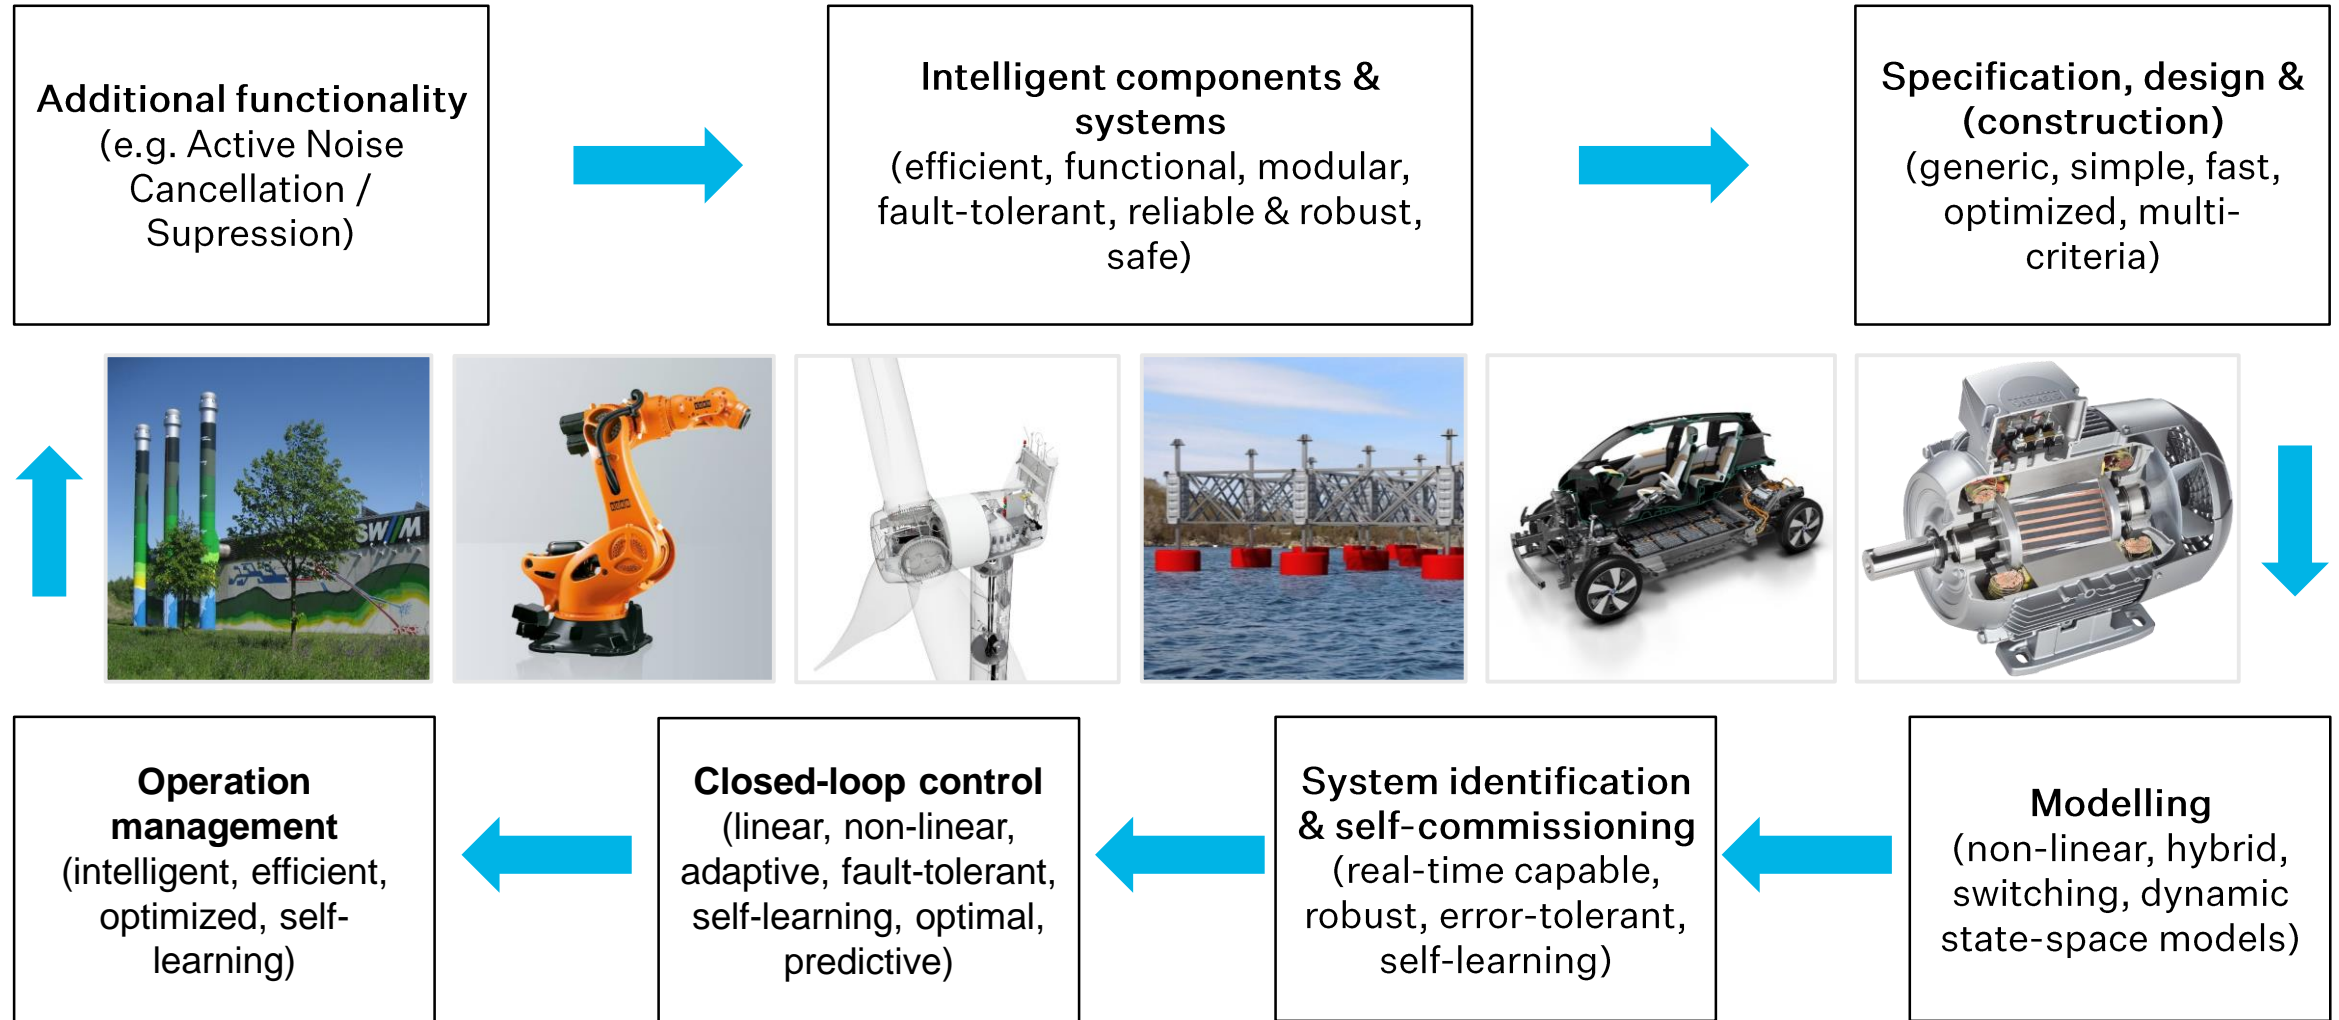 Additional functionality
(e.g. Active Noise
Cancellation /
Supression)
Intelligent components &
systems
(efficient, functional, modular,
fault-tolerant, reliable & robust,
safe)
Specification, design &
(construction)
(generic, simple, fast,
optimized, multi-
criteria)
SW//M
Operation
management
(intelligent, efficient,
optimized, self-
learning)
Closed-loop control
(linear, non-linear,
adaptive, fault-tolerant,
self-learning, optimal,
predictive)
System identification
& self-commissioning
(real-time capable,
robust, error-tolerant,
self-learning)
Modelling
(non-linear, hybrid,
switching, dynamic
state-space models)